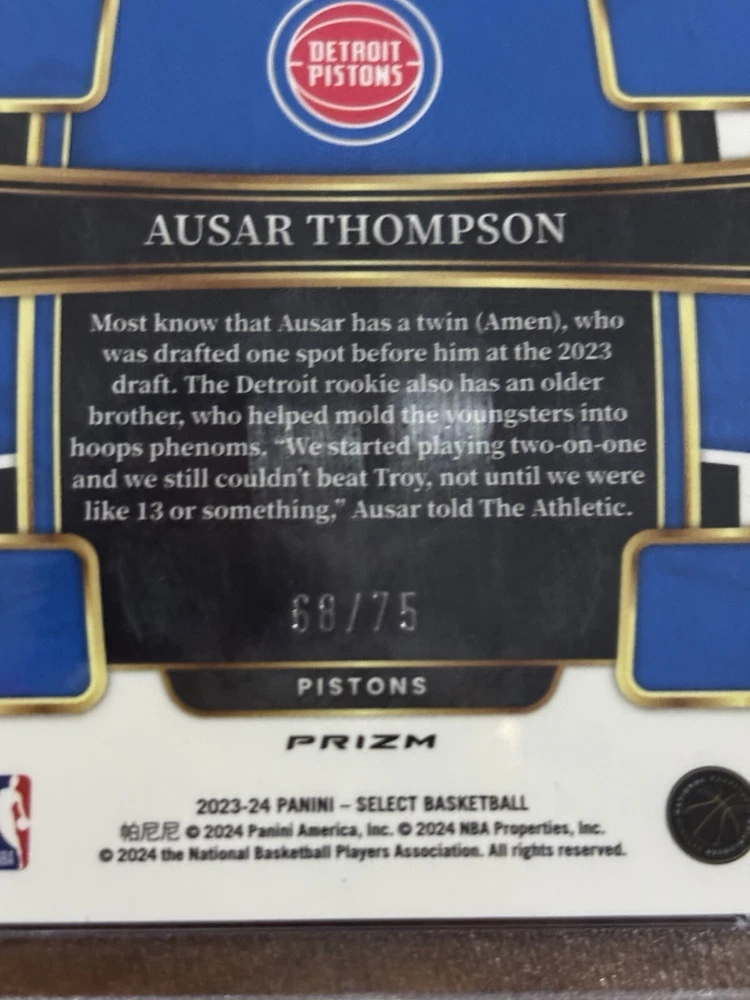 DETROIT
PISTONS
AUSAR THOMPSON
Most know that Ausar has a twin (Amen), who
was drafted one spot before him at the 2023
draft. The Detroit rookie also has an older
brother, who helped mold the youngsters into
hoops phenoms. “We started playing two-on-one
and we still couldn’t beat Troy, not until we were
like 13 or something,” Ausar told The Athletic.
68/75
PISTONS
PRIZM
2023-24 PANINI – SELECT BASKETBALL
帕尼尼 © 2024 Panini America, Inc. © 2024 NBA Properties, Inc.
© 2024 the National Basketball Players Association. All rights reserved.